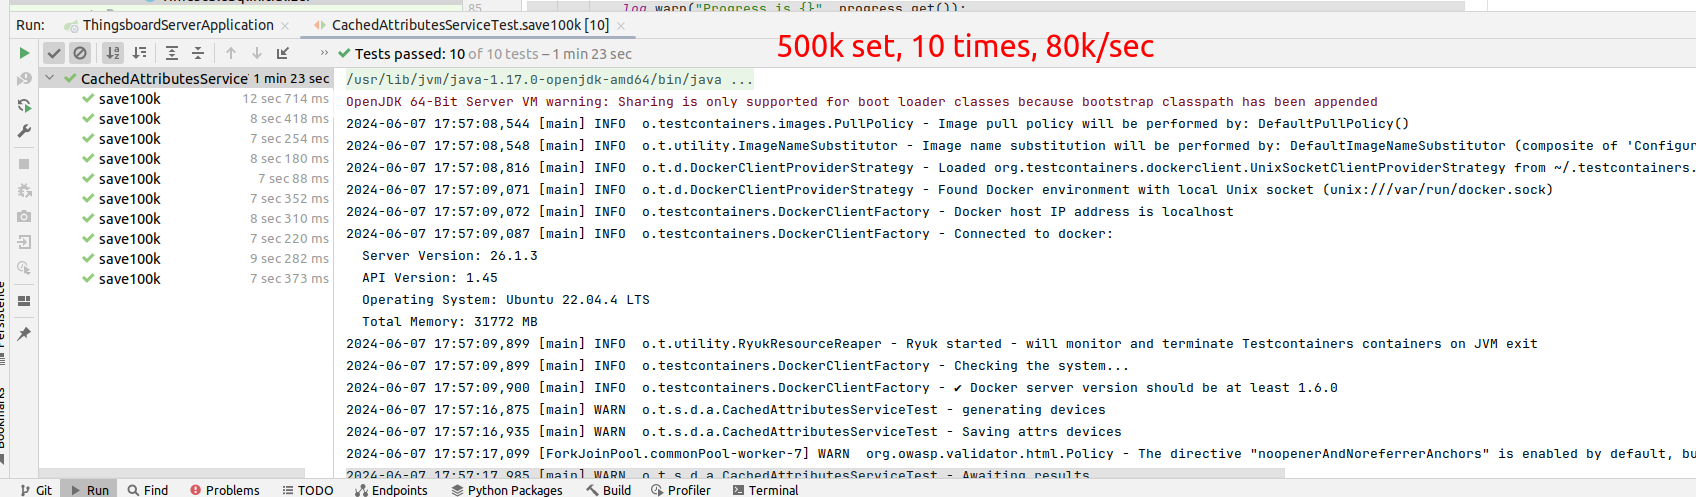 85 log.warn("Progress is {}", progress.get());
Run: ThingsboardServerApplication × CachedAttributesServiceTest.save100k [10] ×
500k set, 10 times, 80k/sec
Tests passed: 10 of 10 tests – 1 min 23 sec
CachedAttributesService 1 min 23 sec
save100k 12 sec 714 ms
save100k 8 sec 418 ms
save100k 7 sec 254 ms
save100k 8 sec 180 ms
save100k 7 sec 88 ms
save100k 7 sec 352 ms
save100k 8 sec 310 ms
save100k 7 sec 220 ms
save100k 9 sec 282 ms
save100k 7 sec 373 ms
/usr/lib/jvm/java-1.17.0-openjdk-amd64/bin/java ...
OpenJDK 64-Bit Server VM warning: Sharing is only supported for boot loader classes because bootstrap classpath has been appended
2024-06-07 17:57:08,544 [main] INFO  o.testcontainers.images.PullPolicy - Image pull policy will be performed by: DefaultPullPolicy()
2024-06-07 17:57:08,548 [main] INFO  o.t.utility.ImageNameSubstitutor - Image name substitution will be performed by: DefaultImageNameSubstitutor (composite of 'Configur
2024-06-07 17:57:08,816 [main] INFO  o.t.d.DockerClientProviderStrategy - Loaded org.testcontainers.dockerclient.UnixSocketClientProviderStrategy from ~/.testcontainers.
2024-06-07 17:57:09,071 [main] INFO  o.t.d.DockerClientProviderStrategy - Found Docker environment with local Unix socket (unix:///var/run/docker.sock)
2024-06-07 17:57:09,072 [main] INFO  o.testcontainers.DockerClientFactory - Docker host IP address is localhost
2024-06-07 17:57:09,087 [main] INFO  o.testcontainers.DockerClientFactory - Connected to docker:
Server Version: 26.1.3
API Version: 1.45
Operating System: Ubuntu 22.04.4 LTS
Total Memory: 31772 MB
2024-06-07 17:57:09,899 [main] INFO  o.t.utility.RyukResourceReaper - Ryuk started - will monitor and terminate Testcontainers containers on JVM exit
2024-06-07 17:57:09,899 [main] INFO  o.testcontainers.DockerClientFactory - Checking the system...
2024-06-07 17:57:09,900 [main] INFO  o.testcontainers.DockerClientFactory - ✔ Docker server version should be at least 1.6.0
2024-06-07 17:57:16,875 [main] WARN  o.t.s.d.a.CachedAttributesServiceTest - generating devices
2024-06-07 17:57:16,935 [main] WARN  o.t.s.d.a.CachedAttributesServiceTest - Saving attrs devices
2024-06-07 17:57:17,099 [ForkJoinPool.commonPool-worker-7] WARN  org.owasp.validator.html.Policy - The directive "noopenerAndNoreferrerAnchors" is enabled by default, bu
2024-06-07 17:57:17,985 [main] WARN  o.t.s.d.a.CachedAttributesServiceTest - Awaiting results
Git Run Find Problems TODO Endpoints Python Packages Build Profiler Terminal